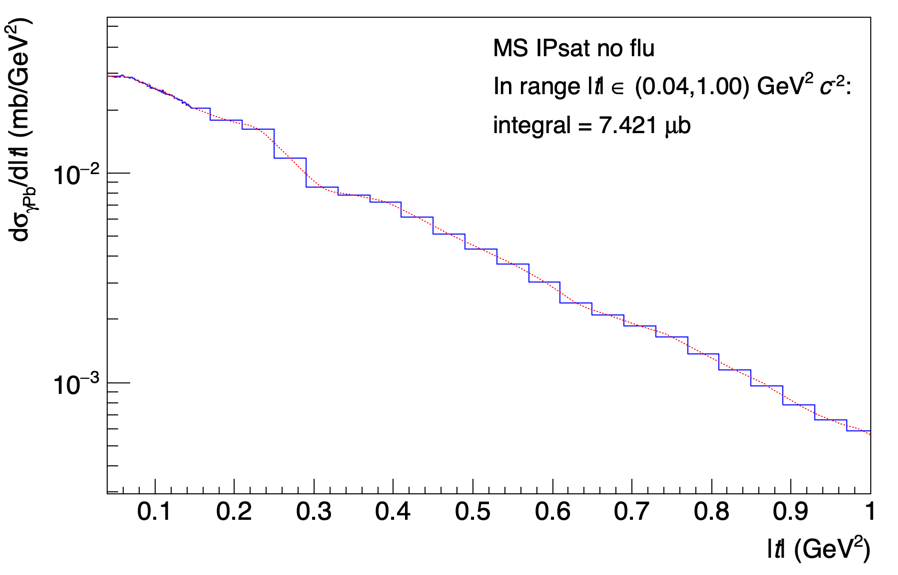 MS IPsat no flu
In range |t| ∈ (0.04,1.00) GeV² c⁻²:
integral = 7.421 μb
dσγPb/d|t| (mb/GeV²)
10⁻²
10⁻³
0.1 0.2 0.3 0.4 0.5 0.6 0.7 0.8 0.9 1
|t| (GeV²)